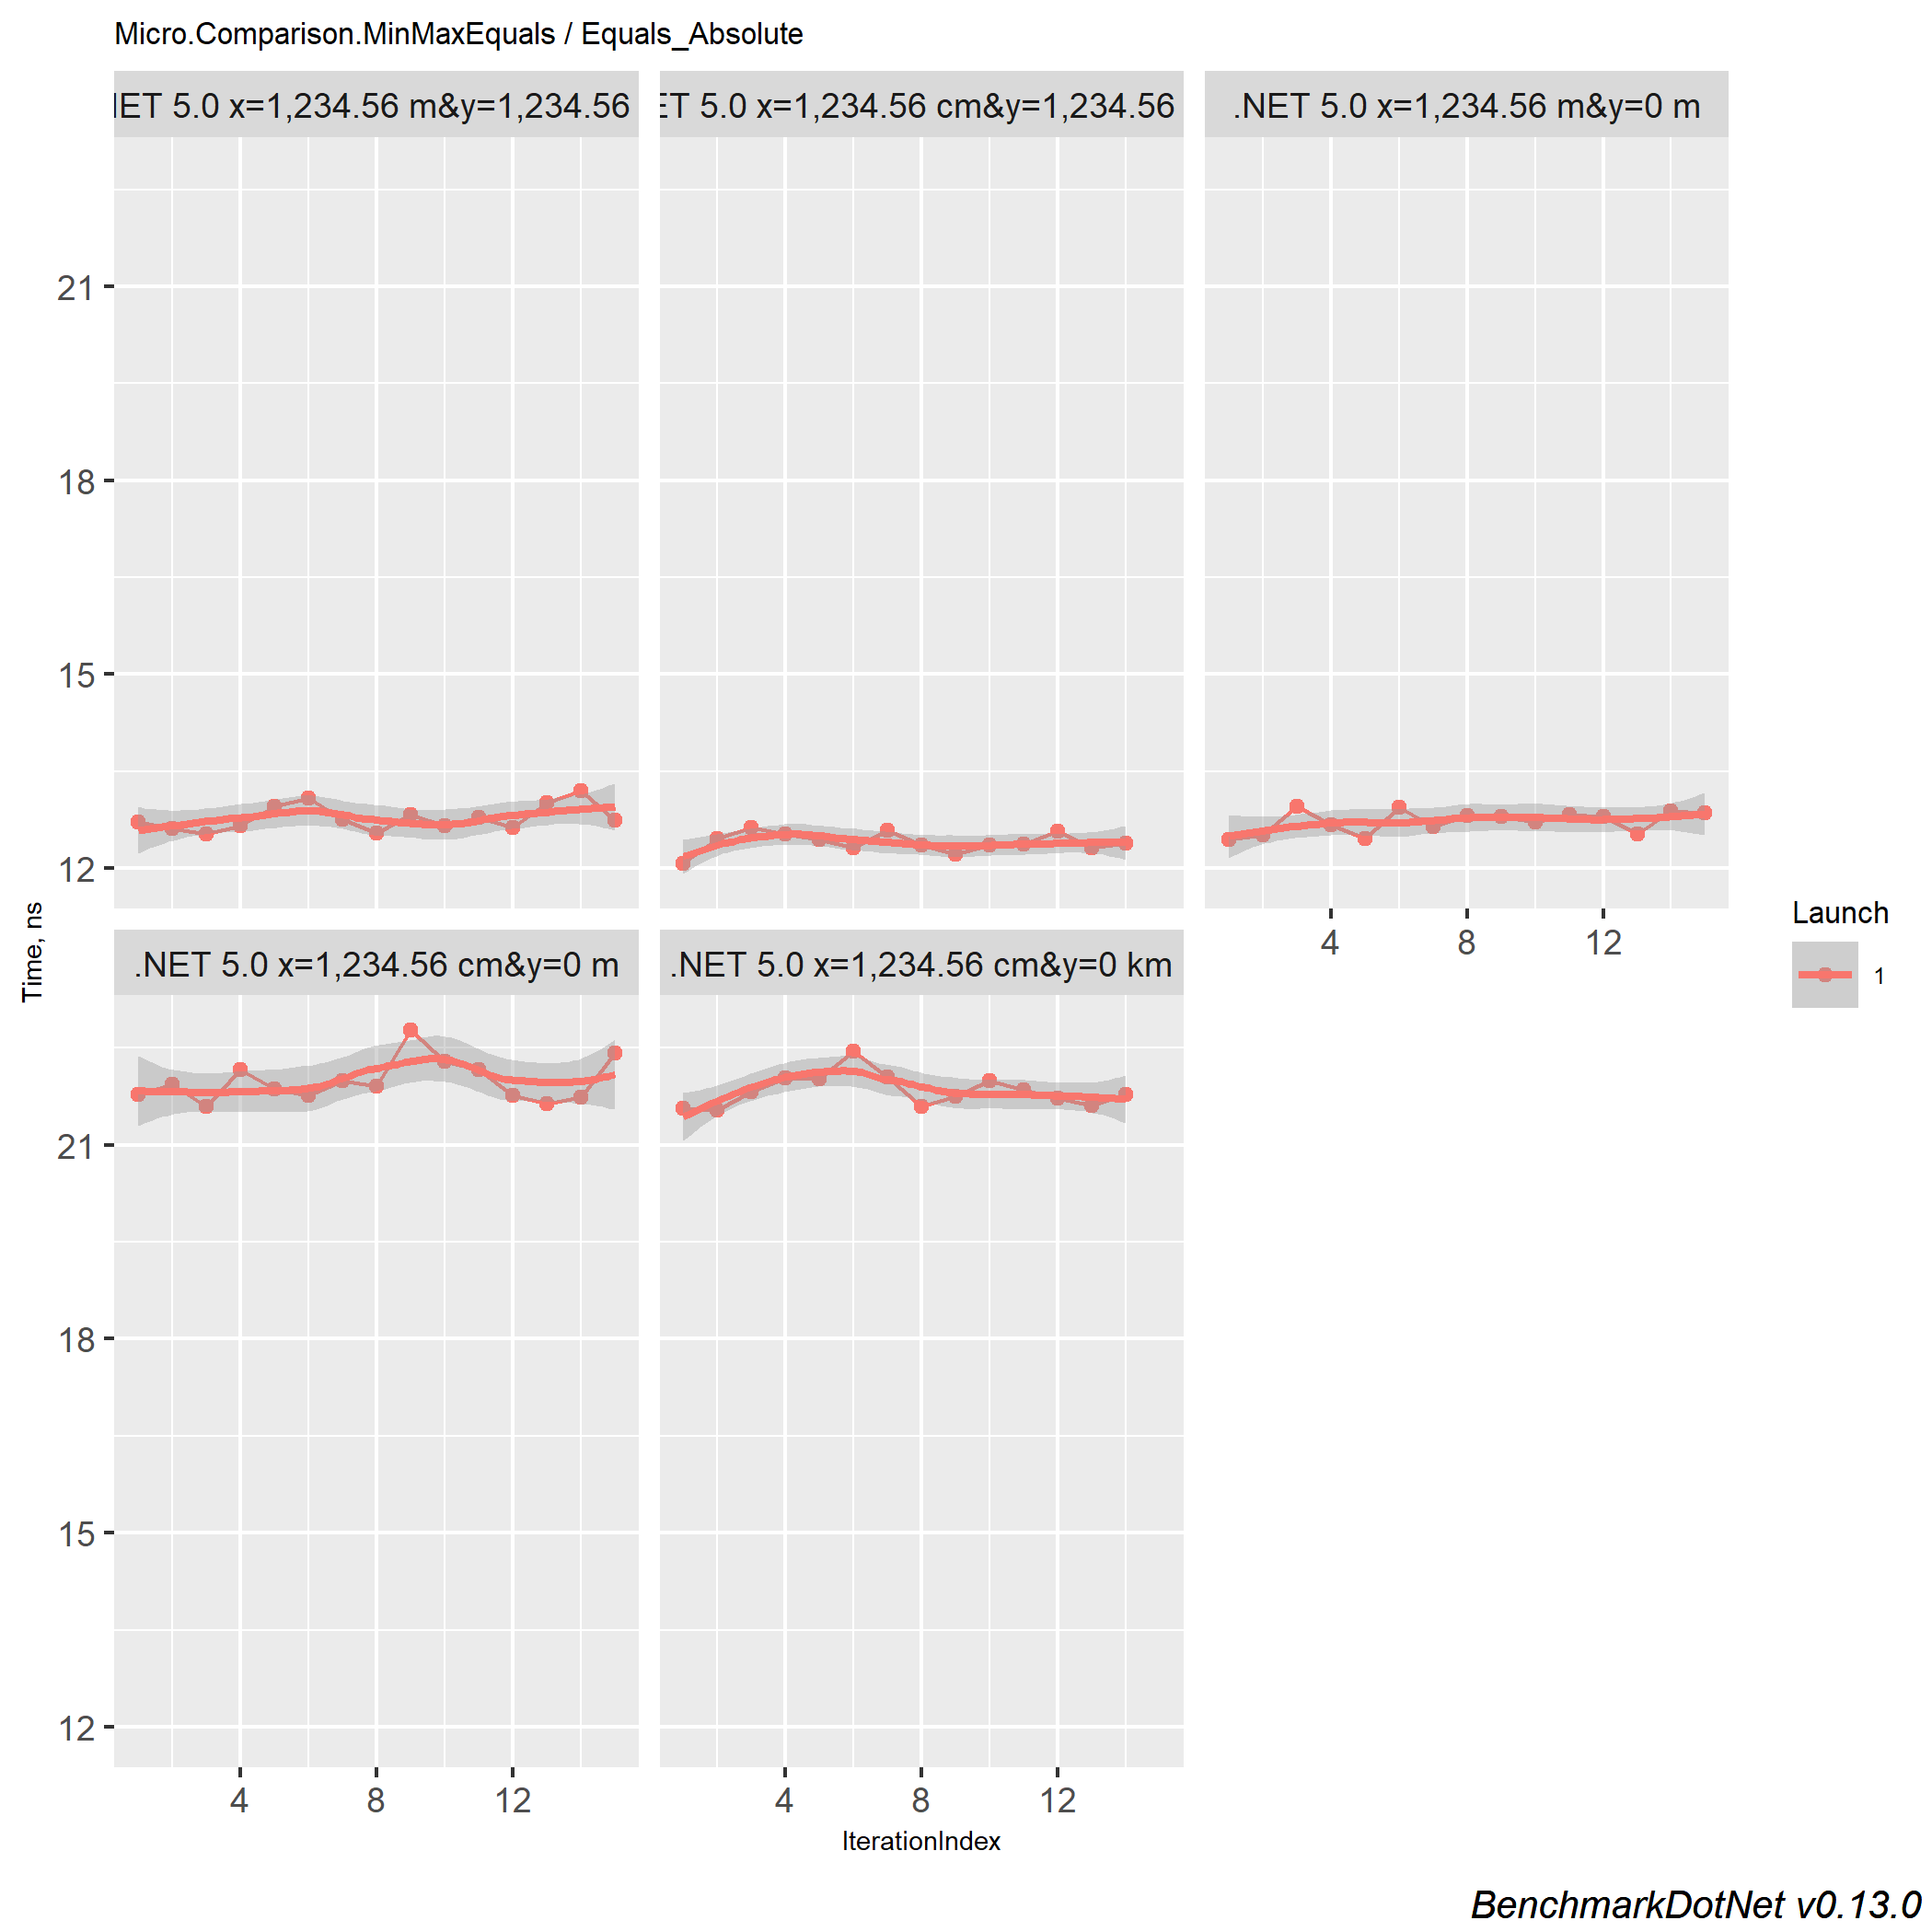 Micro.Comparison.MinMaxEquals / Equals_Absolute
5.0 x=1,234.56 m&y=1,234.56
5.0 x=1,234.56 cm&y=1,234.56
.NET 5.0 x=1,234.56 m&y=0 m
21
18
15
12
4
8
12
.NET 5.0 x=1,234.56 cm&y=0 m
.NET 5.0 x=1,234.56 cm&y=0 km
21
18
15
12
4
8
12
4
8
12
Time, ns
IterationIndex
Launch
1
BenchmarkDotNet v0.13.0